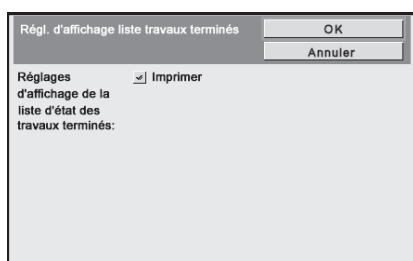 Régl. d'affichage liste travaux terminés
OK
Annuler
Réglages
d'affichage de la
liste d'état des
travaux terminés:
Imprimer